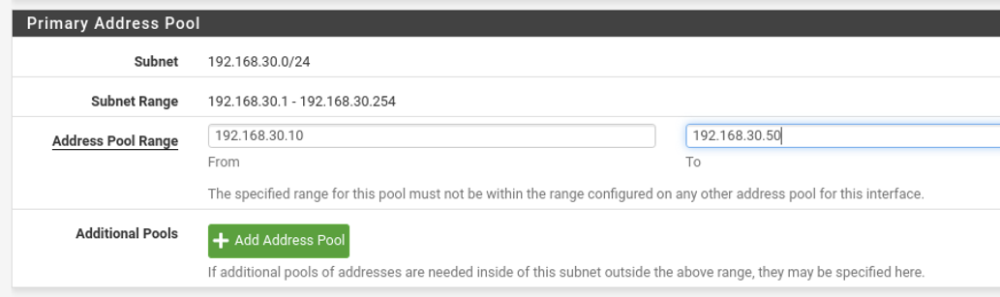 Primary Address Pool
Subnet 192.168.30.0/24
Subnet Range 192.168.30.1 - 192.168.30.254
Address Pool Range 192.168.30.10 192.168.30.50
From To
The specified range for this pool must not be within the range configured on any other address pool for this interface.
Additional Pools + Add Address Pool
If additional pools of addresses are needed inside of this subnet outside the above range, they may be specified here.